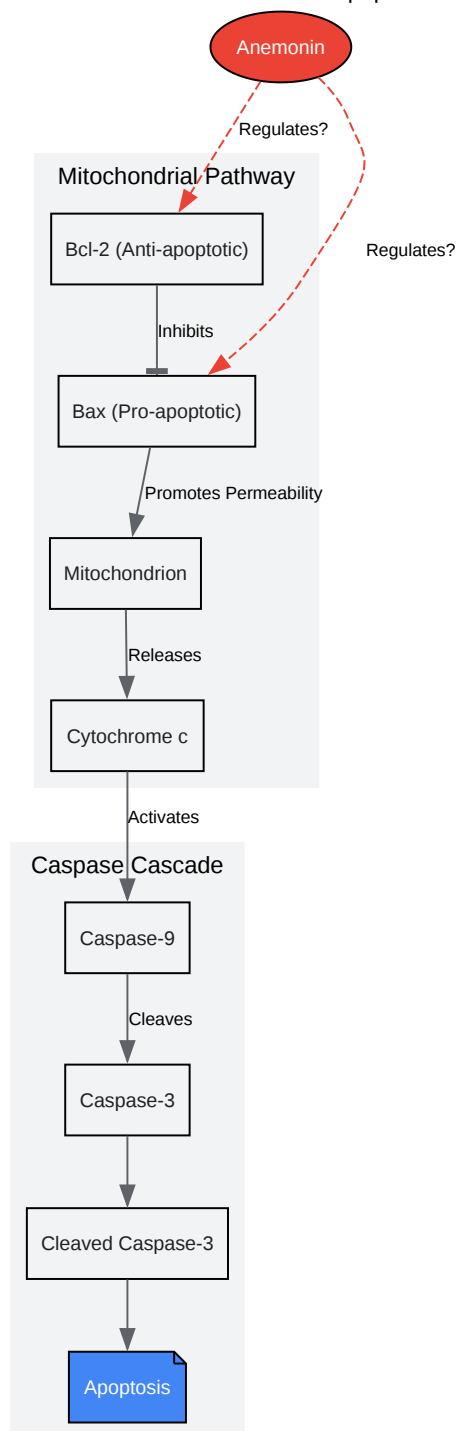 Anemonin
Regulates?
Mitochondrial Pathway
Bcl-2 (Anti-apoptotic)
Regulates?
Inhibits
Bax (Pro-apoptotic)
Promotes Permeability
Mitochondrion
Releases
Cytochrome c
Activates
Caspase Cascade
Caspase-9
Cleaves
Caspase-3
Cleaved Caspase-3
Apoptosis